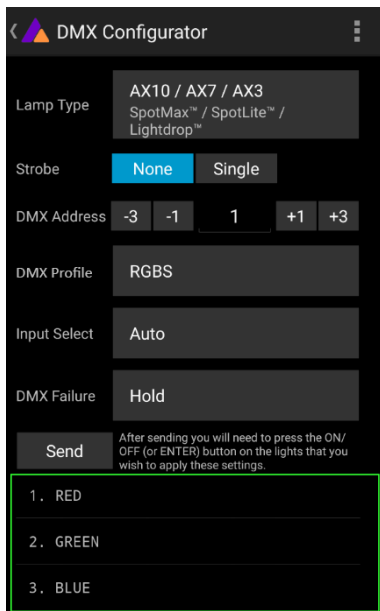 DMX Configurator
Lamp Type
AX10 / AX7 / AX3
SpotMax™ / SpotLite™ /
Lightdrop™
Strobe
None
Single
DMX Address
-3
-1
1
+1
+3
DMX Profile
RGBS
Input Select
Auto
DMX Failure
Hold
Send
After sending you will need to press the ON/
OFF (or ENTER) button on the lights that you
wish to apply these settings.
1. RED
2. GREEN
3. BLUE